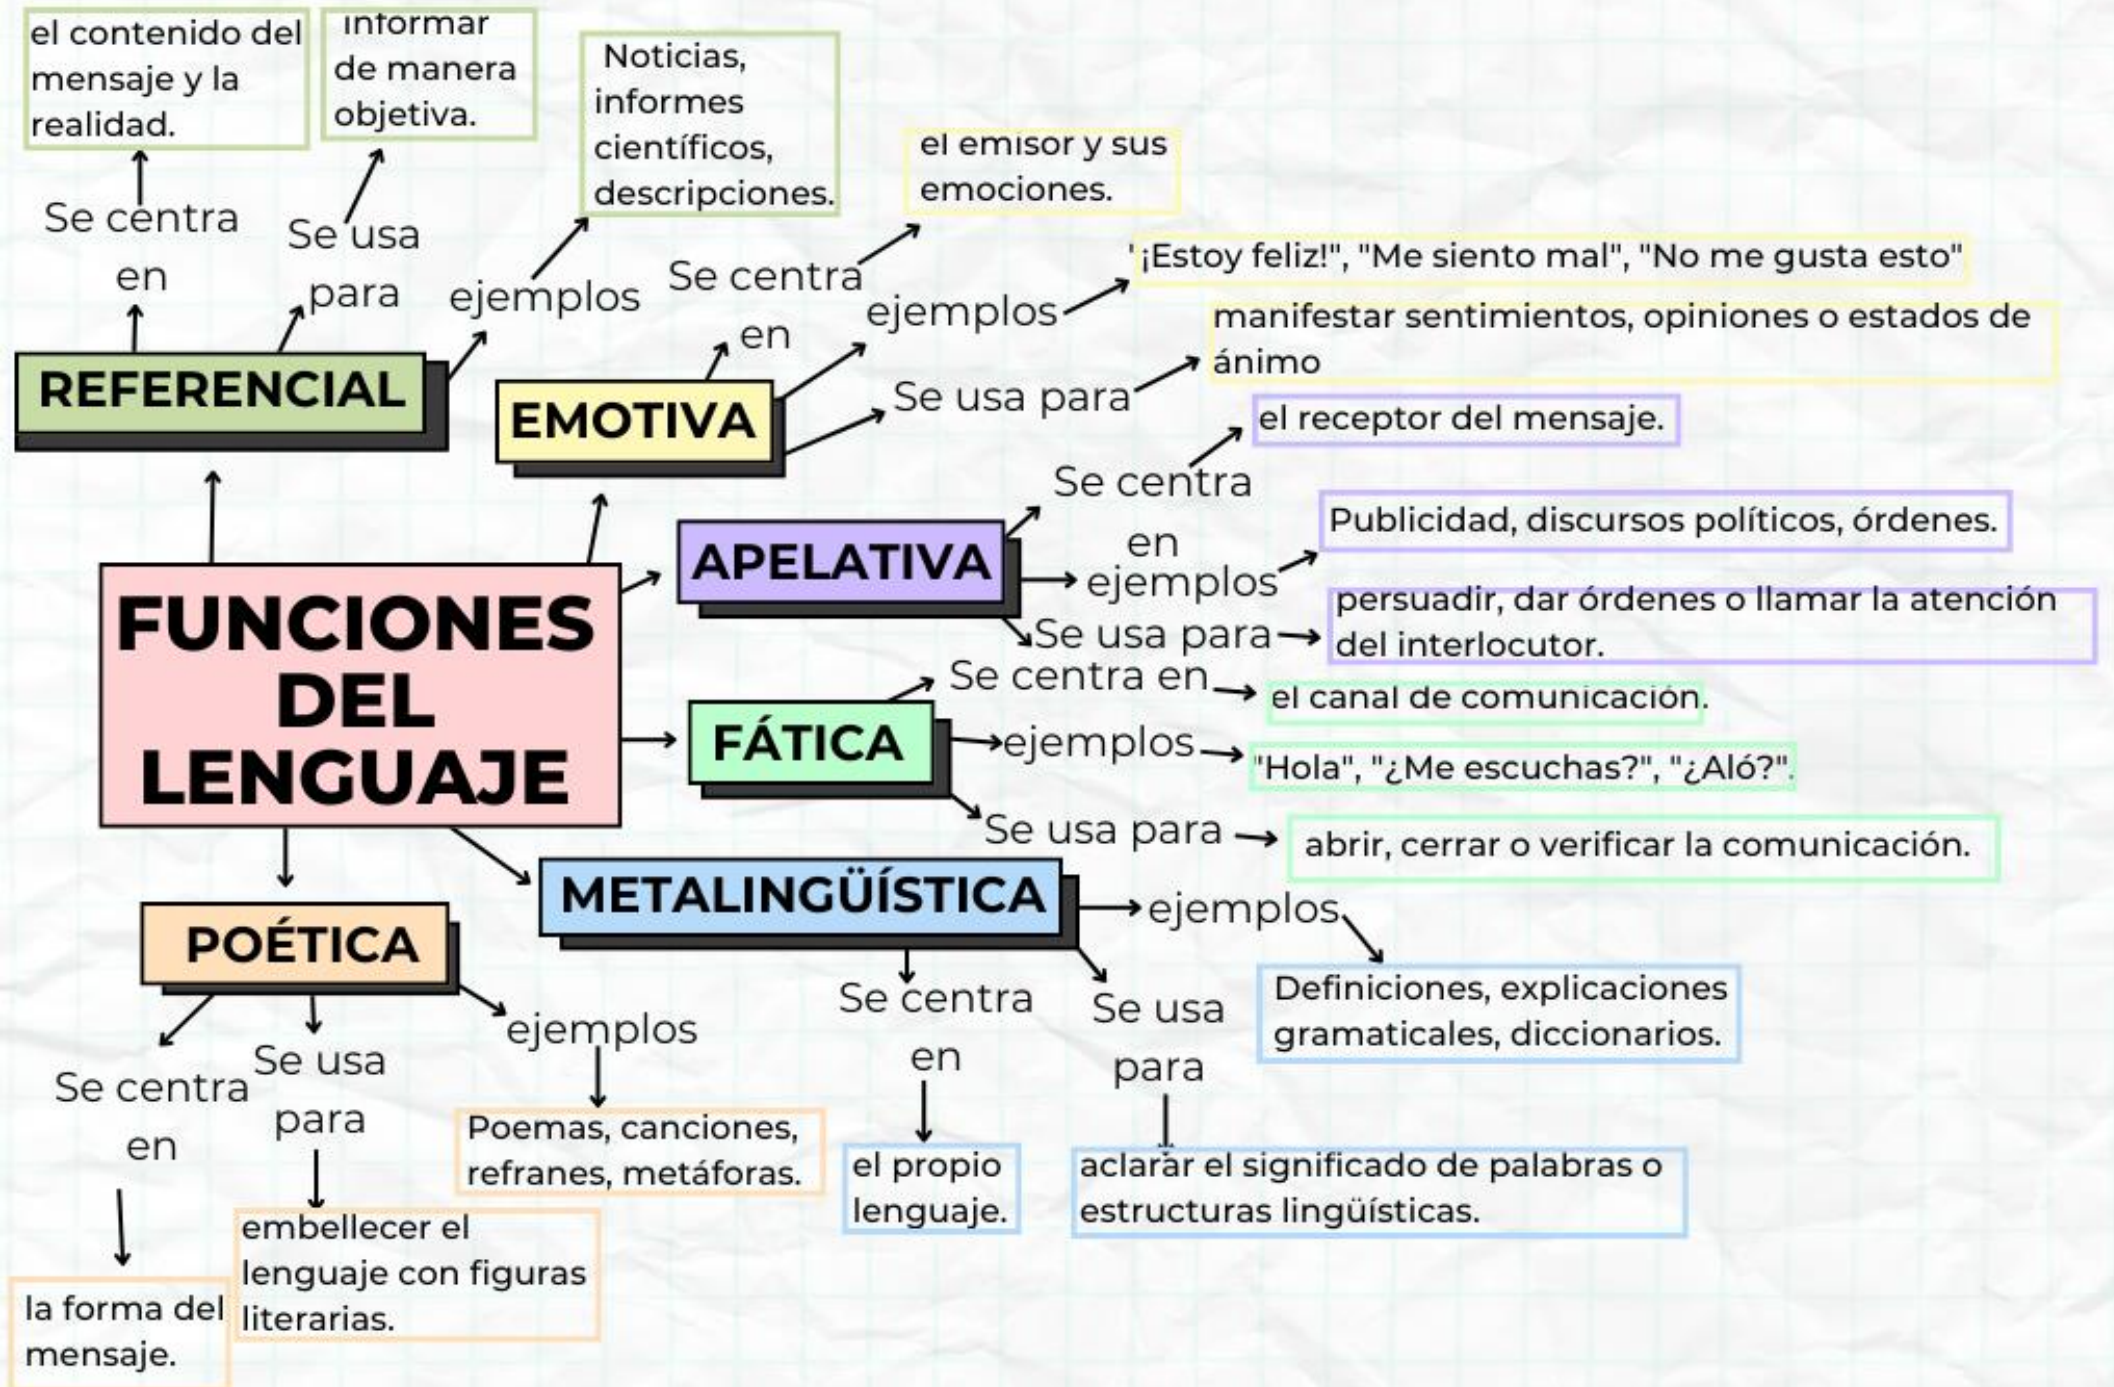 el contenido del
mensaje y la
realidad.
informar
de manera
objetiva.
Noticias,
informes
científicos,
descripciones.
Se centra
en
Se usa
para
ejemplos
REFERENCIAL
el emisor y sus
emociones.
Se centra
en
ejemplos
"¡Estoy feliz!", "Me siento mal", "No me gusta esto"
Se usa para
manifestar sentimientos, opiniones o estados de
ánimo
EMOTIVA
el receptor del mensaje.
Se centra
en
APELATIVA
ejemplos
Publicidad, discursos políticos, órdenes.
Se usa para
persuadir, dar órdenes o llamar la atención
del interlocutor.
FUNCIONES
DEL
LENGUAJE
Se centra en
el canal de comunicación.
FÁTICA
ejemplos
"Hola", "¿Me escuchas?", "¿Aló?".
Se usa para
abrir, cerrar o verificar la comunicación.
METALINGÜÍSTICA
ejemplos
Definiciones, explicaciones
gramaticales, diccionarios.
Se centra
en
el propio
lenguaje.
Se usa
para
aclarar el significado de palabras o
estructuras lingüísticas.
POÉTICA
ejemplos
Poemas, canciones,
refranes, metáforas.
Se usa
para
embellecer el
lenguaje con figuras
literarias.
Se centra
en
la forma del
mensaje.